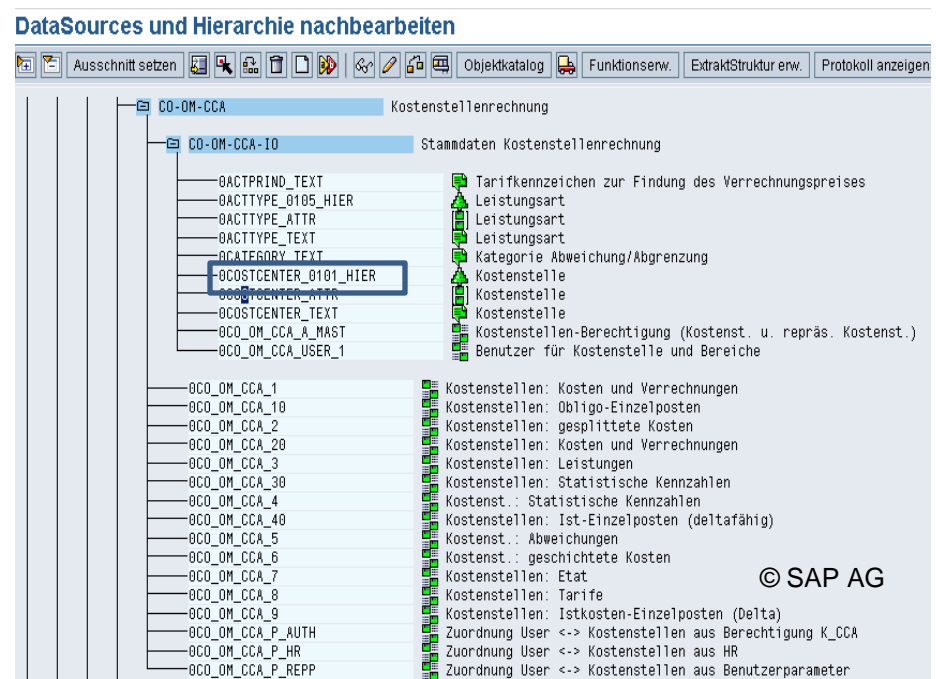 DataSources und Hierarchie nachbearbeiten
Ausschnitt setzen Objektkatalog Funktionserw. ExtraktStruktur erw. Protokoll anzeigen
CO-OM-CCA Kostenstellenrechnung
CO-OM-CCA-IO Stammdaten Kostenstellenrechnung
0ACTPRIND_TEXT Tarifkennzeichen zur Findung des Verrechnungspreises
0ACTTYPE_0105_HIER Leistungsart
0ACTTYPE_ATTR Leistungsart
0ACTTYPE_TEXT Leistungsart
0CATEGORY_TEXT Kategorie Abweichung/Abgrenzung
0COSTCENTER_0101_HIER Kostenstelle
0COSTCENTER_ATTR Kostenstelle
0COSTCENTER_TEXT Kostenstelle
0CO_OM_CCA_A_MAST Kostenstellen-Berechtigung (Kostenst. u. repräs. Kostenst.)
0CO_OM_CCA_USER_1 Benutzer für Kostenstelle und Bereiche
0CO_OM_CCA_1 Kostenstellen: Kosten und Verrechnungen
0CO_OM_CCA_10 Kostenstellen: Obligo-Einzelposten
0CO_OM_CCA_2 Kostenstellen: gesplittete Kosten
0CO_OM_CCA_20 Kostenstellen: Kosten und Verrechnungen
0CO_OM_CCA_3 Kostenstellen: Leistungen
0CO_OM_CCA_30 Kostenstellen: Statistische Kennzahlen
0CO_OM_CCA_4 Kostenst.: Statistische Kennzahlen
0CO_OM_CCA_40 Kostenstellen: Ist-Einzelposten (deltafähig)
0CO_OM_CCA_5 Kostenst.: Abweichungen
0CO_OM_CCA_6 Kostenst.: geschichtete Kosten
0CO_OM_CCA_7 Kostenstellen: Etat
© SAP AG
0CO_OM_CCA_8 Kostenstellen: Tarife
0CO_OM_CCA_9 Kostenstellen: Istkosten-Einzelposten (Delta)
0CO_OM_CCA_P_AUTH Zuordnung User <-> Kostenstellen aus Berechtigung K_CCA
0CO_OM_CCA_P_HR Zuordnung User <-> Kostenstellen aus HR
0CO_OM_CCA_P_REPP Zuordnung User <-> Kostenstellen aus Benutzerparameter